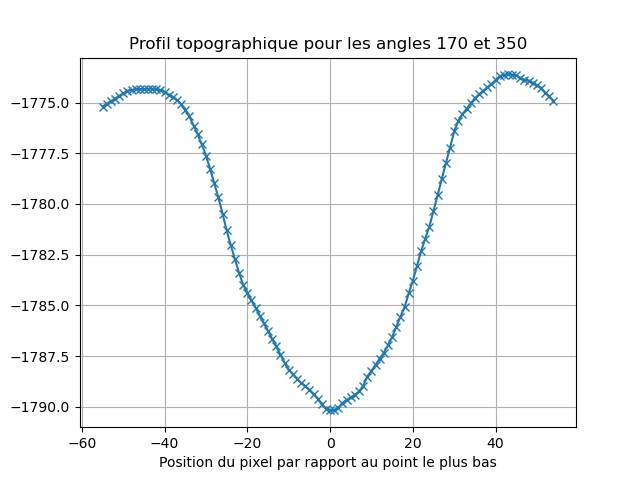 Profil topographique pour les angles 170 et 350
−1775.0
−1777.5
−1780.0
−1782.5
−1785.0
−1787.5
−1790.0
−60 −40 −20 0 20 40
Position du pixel par rapport au point le plus bas